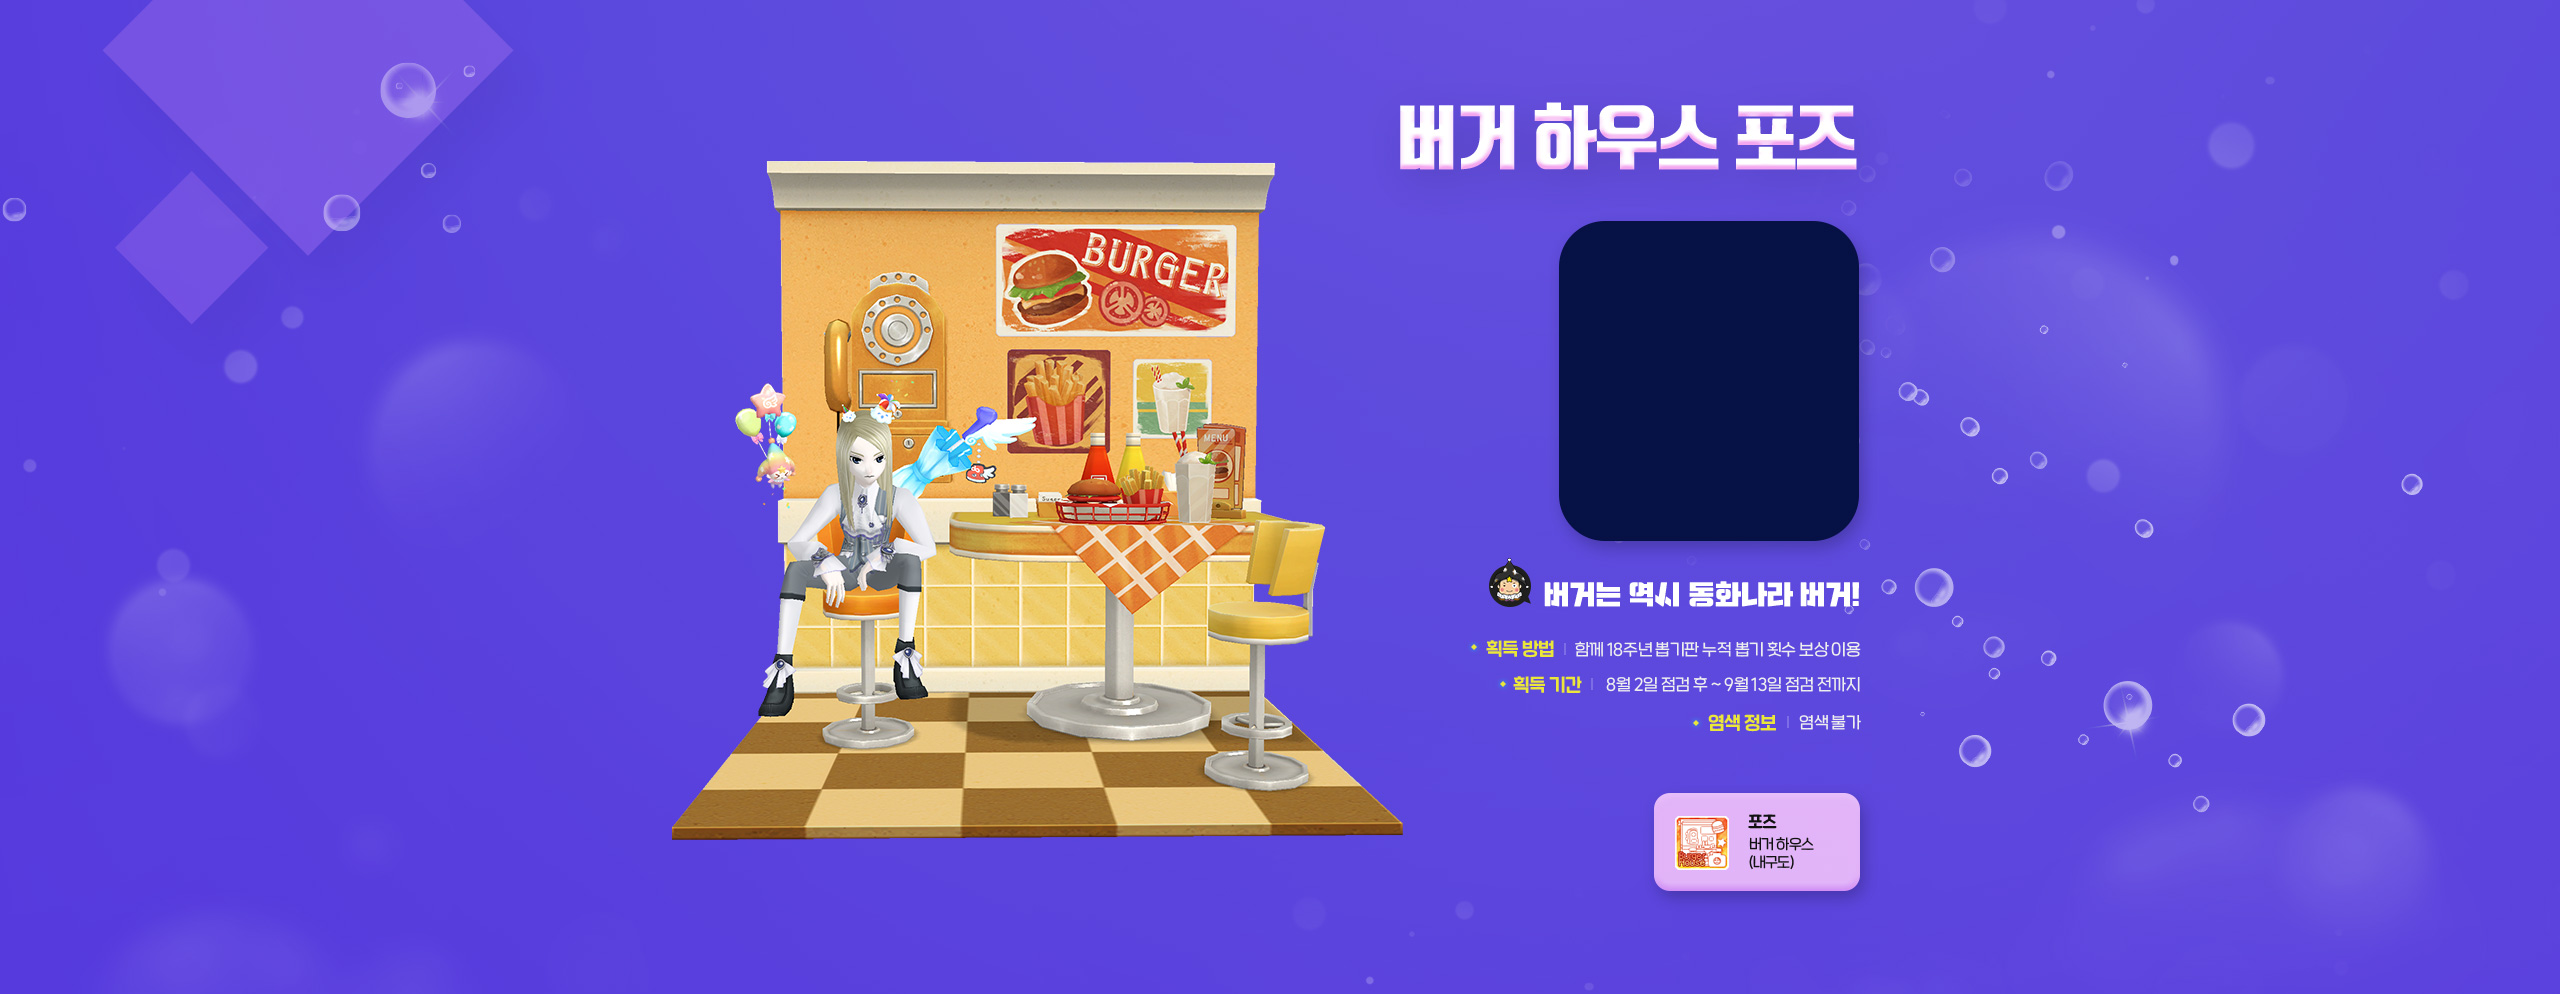 버거 하우스 포즈
BURGER
MENU
버거는 역시 동화나라 버거!
획득 방법 | 함께 18주년 뽑기판 누적 뽑기 횟수 보상 이용
획득 기간 | 8월 2일 점검 후 ~ 9월 13일 점검 전까지
염색 정보 | 염색 불가
포즈
버거 하우스
(내구도)